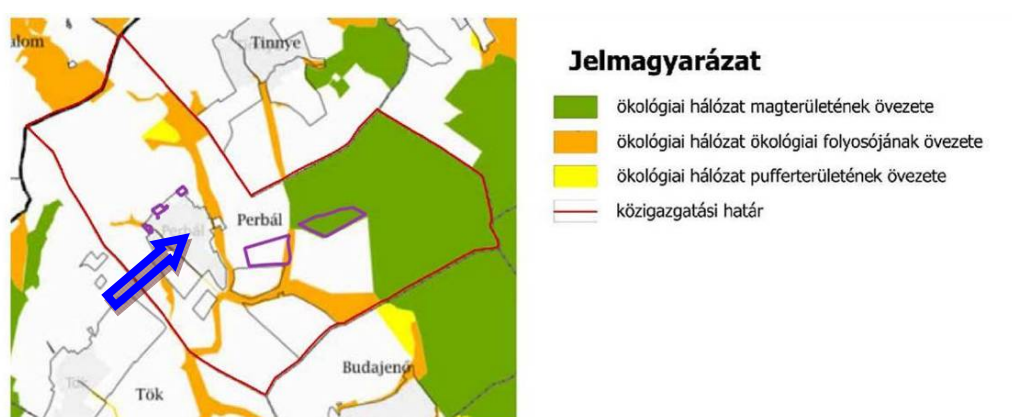 alom
Tinnye
Perbál
Perbál
Budajenő
Tök
Tök
Jelmagyarázat
ökológiai hálózat magterületének övezete
ökológiai hálózat ökológiai folyosójának övezete
ökológiai hálózat pufferterületének övezete
közigazgatási határ